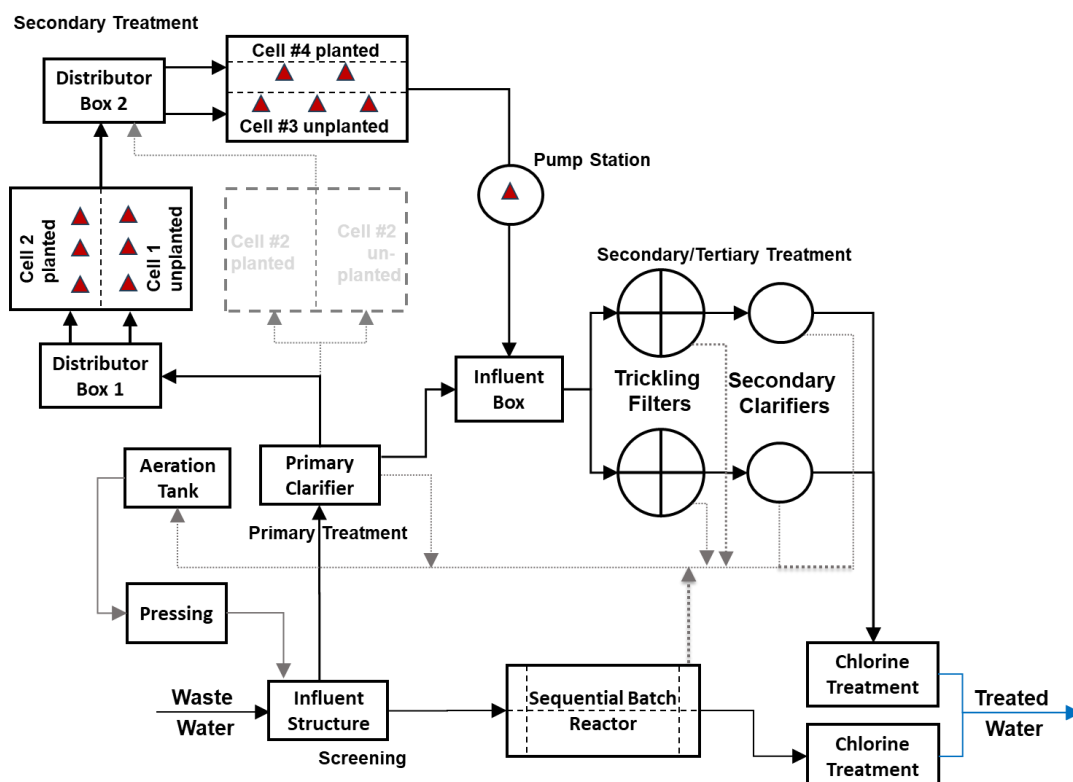 Secondary Treatment
Distributor
Box 2
Cell #4 planted
Cell #3 unplanted
Pump Station
Cell 2
planted
Cell 1
unplanted
Cell #2
planted
Cell #2
un-
planted
Secondary/Tertiary Treatment
Distributor
Box 1
Influent
Box
Trickling
Filters
Secondary
Clarifiers
Aeration
Tank
Primary
Clarifier
Primary Treatment
Pressing
Waste
Water
Influent
Structure
Screening
Sequential Batch
Reactor
Chlorine
Treatment
Chlorine
Treatment
Treated
Water